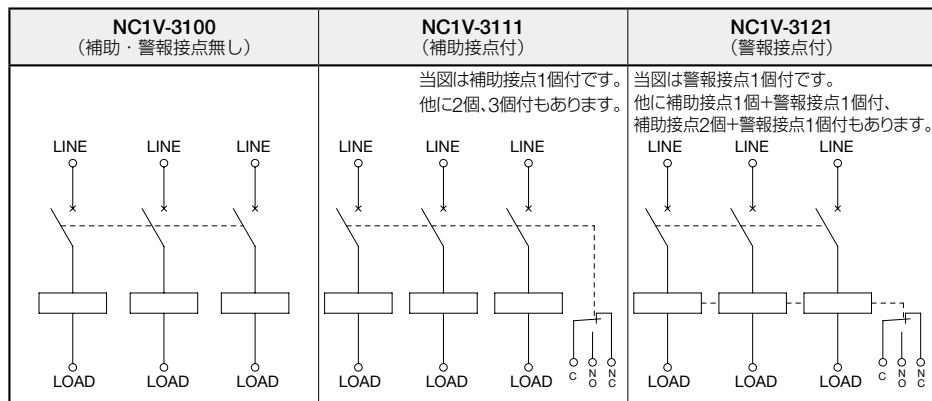 NC1V-3100
(補助・警報接点無し)
NC1V-3111
(補助接点付)
NC1V-3121
(警報接点付)
当図は補助接点1個付です。
他に2個、3個付もあります。
当図は警報接点1個付です。
他に補助接点1個+警報接点1個付、
補助接点2個+警報接点1個付もあります。
LINE LINE LINE
LINE LINE LINE
LINE LINE LINE
LOAD LOAD LOAD
LOAD LOAD LOAD C NO NC
LOAD LOAD LOAD C NO NC